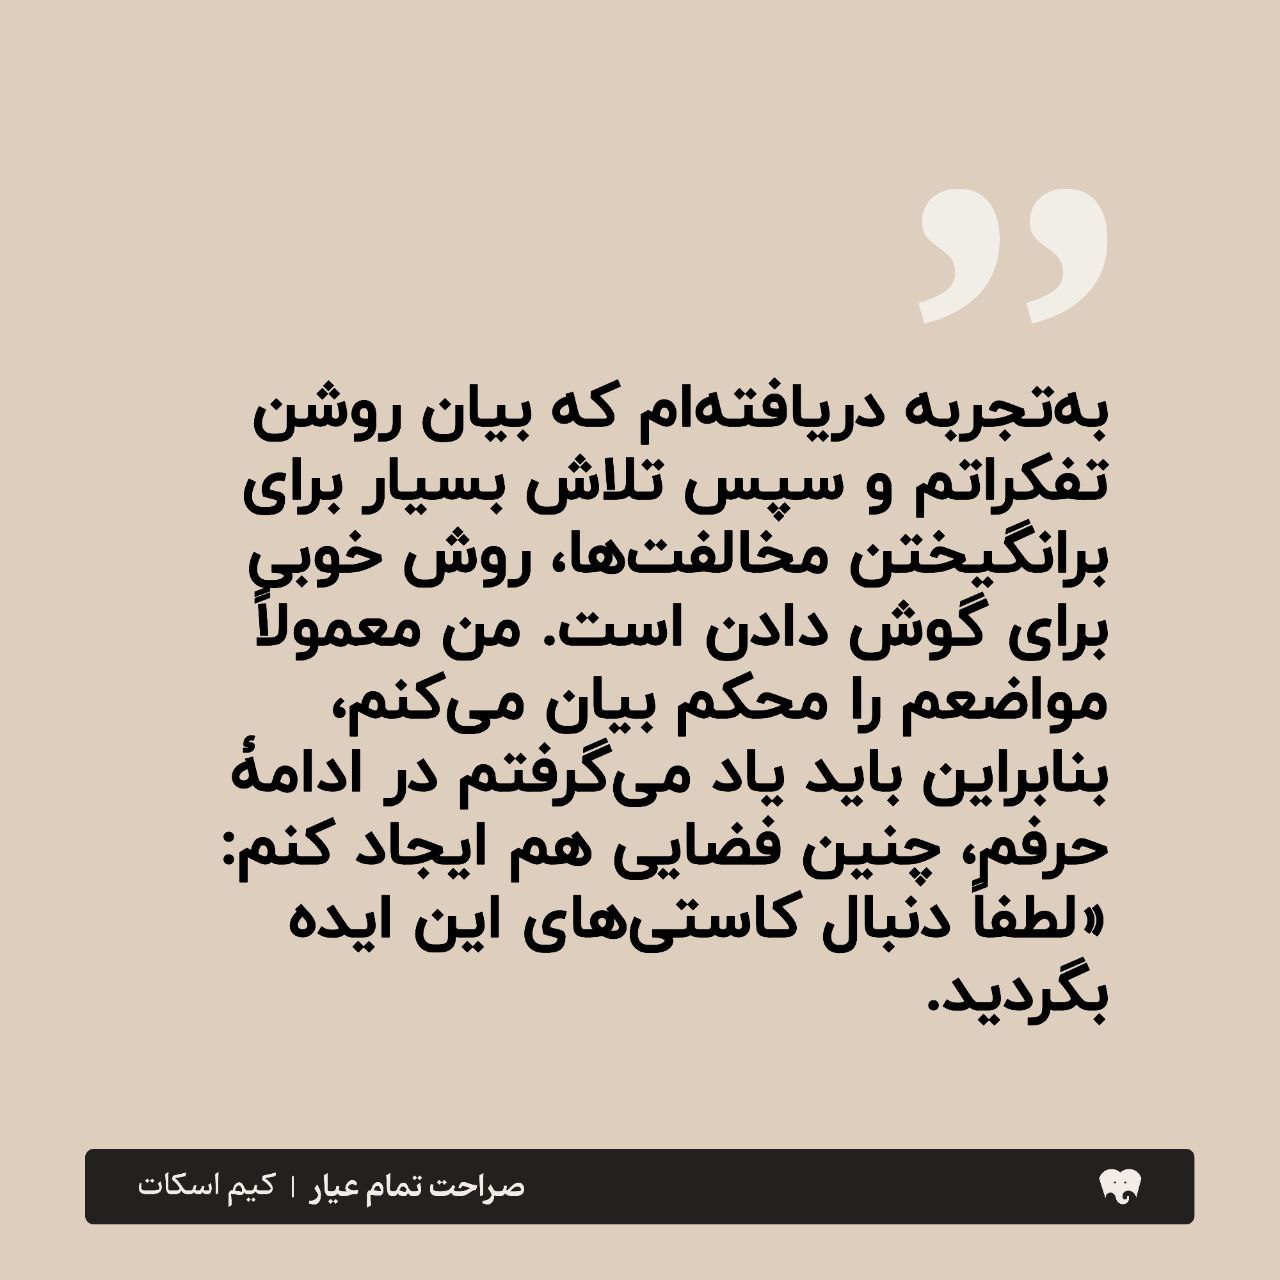 ”
به‌تجربه دریافته‌ام که بیان روشن
تفکراتم و سپس تلاش بسیار برای
برانگیختن مخالفت‌ها، روش خوبی
برای گوش دادن است. من معمولاً
مواضعم را محکم بیان می‌کنم،
بنابراین باید یاد می‌گرفتم در ادامهٔ
حرفم، چنین فضایی هم ایجاد کنم:
«لطفاً دنبال کاستی‌های این ایده
بگردید.
صراحت تمام عیار | کیم اسکات